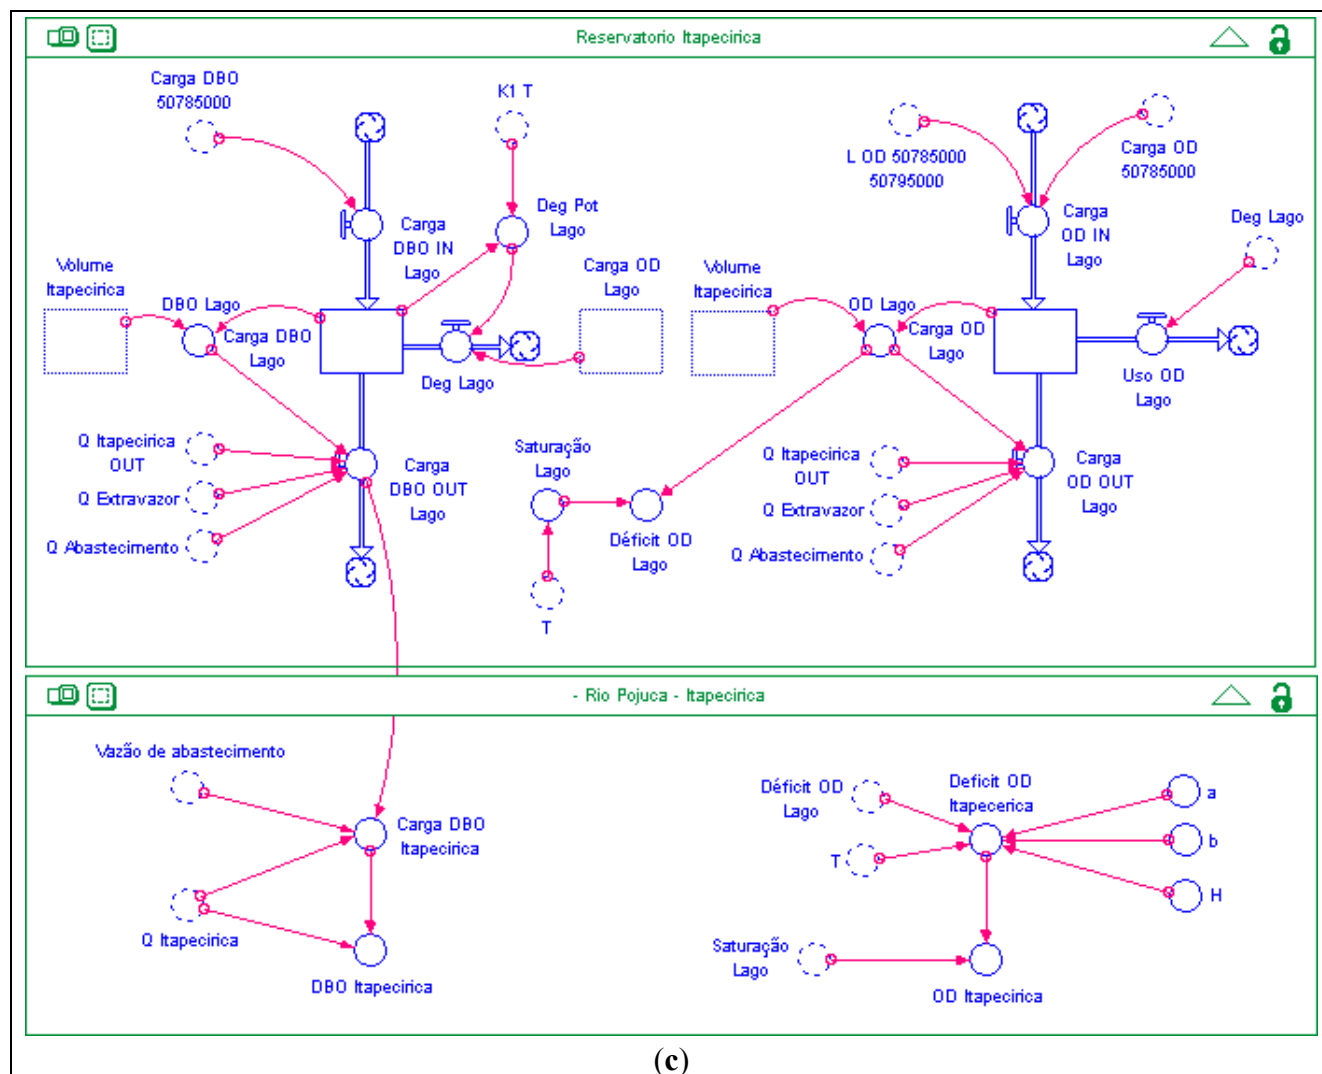 Reservatorio Itapecirica
Carga DBO
50785000
K1 T
L OD 50785000
50795000
Carga OD
50785000
Carga
DBO IN
Lago
Deg Pot
Lago
Carga
OD IN
Lago
Deg Lago
Volume
Itapecirica
DBO Lago
Carga DBO
Lago
Deg Lago
Carga OD
Lago
Volume
Itapecirica
OD Lago
Carga OD
Lago
Uso OD
Lago
Q Itapecirica
OUT
Q Extravazor
Q Abastecimento
Carga
DBO OUT
Lago
Saturação
Lago
Déficit OD
Lago
T
Q Itapecirica
OUT
Q Extravazor
Q Abastecimento
Carga
OD OUT
Lago
- Rio Pojuca - Itapecirica
Vazão de abastecimento
Carga DBO
Itapecirica
Q Itapecirica
DBO Itapecirica
Déficit OD
Lago
Deficit OD
Itapecerica
a
b
H
T
Saturação
Lago
OD Itapecirica
(c)